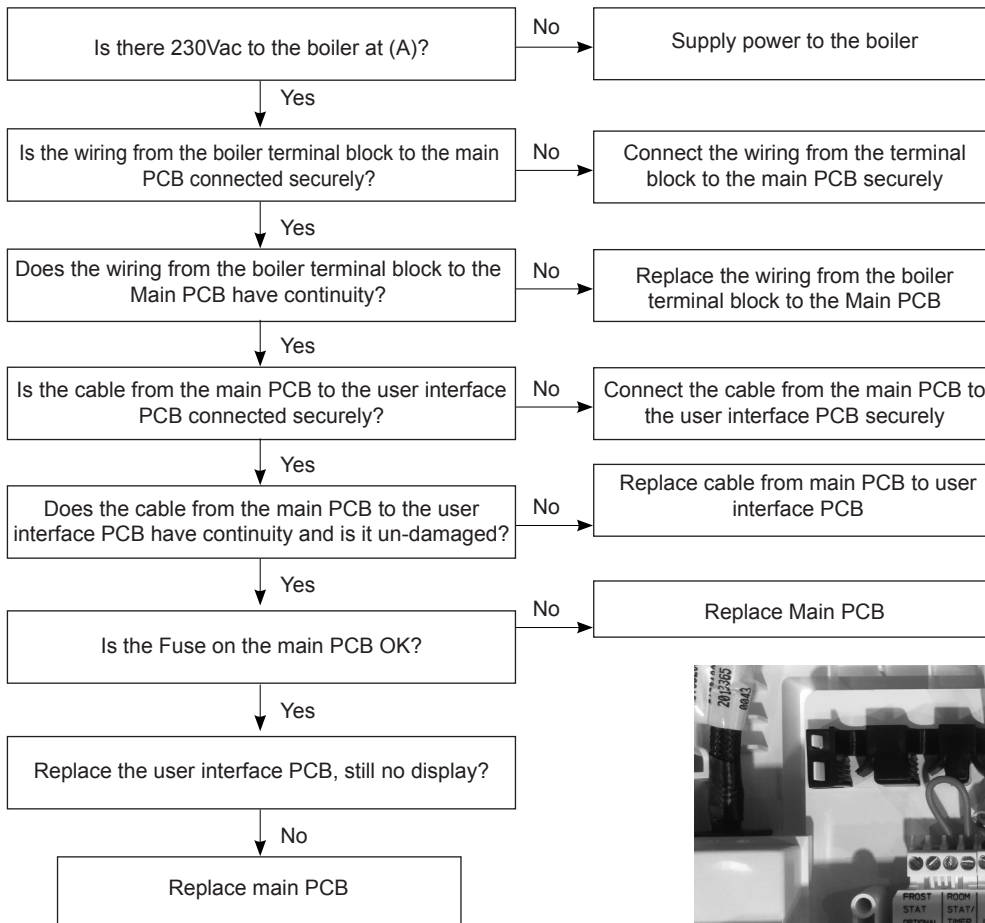 Is there 230Vac to the boiler at (A)?
No
Supply power to the boiler
Yes
Is the wiring from the boiler terminal block to the main
PCB connected securely?
No
Connect the wiring from the terminal
block to the main PCB securely
Yes
Does the wiring from the boiler terminal block to the
Main PCB have continuity?
No
Replace the wiring from the boiler
terminal block to the Main PCB
Yes
Is the cable from the main PCB to the user interface
PCB connected securely?
No
Connect the cable from the main PCB to
the user interface PCB securely
Yes
Does the cable from the main PCB to the user
interface PCB have continuity and is it un-damaged?
No
Replace cable from main PCB to user
interface PCB
Yes
Is the Fuse on the main PCB OK?
No
Replace Main PCB
Yes
Replace the user interface PCB, still no display?
No
Replace main PCB
0043
FROST
STAT
ROOM
STAT/
TIMER